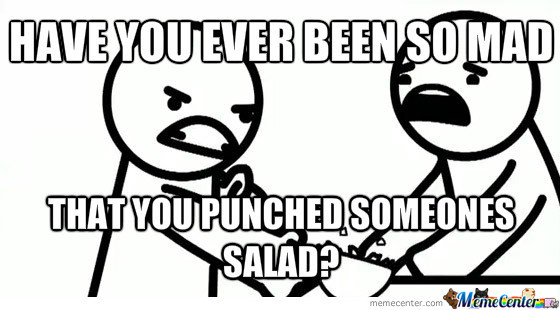 HAVE YOU EVER BEEN SO MAD
THAT YOU PUNCHED SOMEONES
SALAD?
memecenter.com MemeCenter